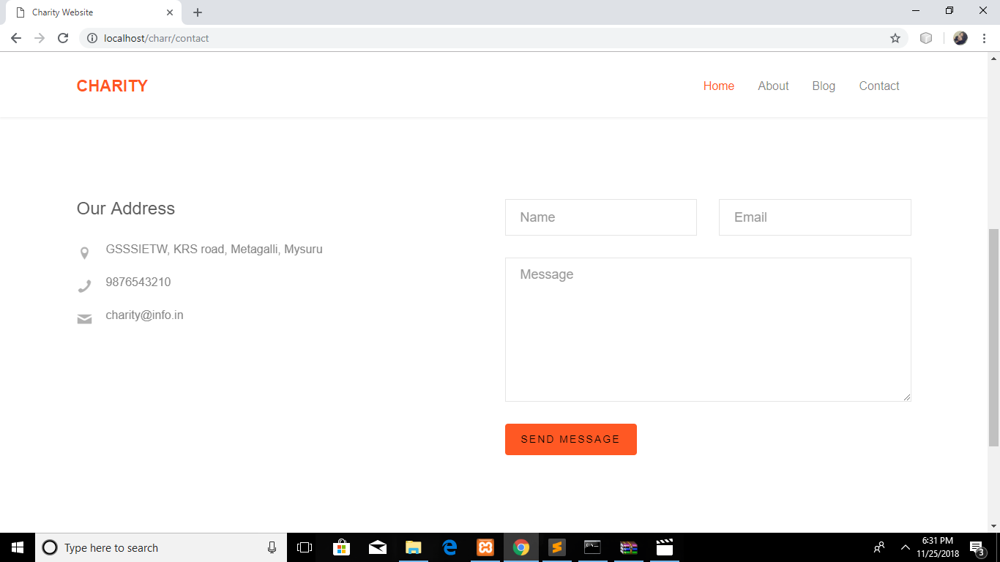 Charity Website
localhost/charr/contact
CHARITY
Home About Blog Contact
Our Address
GSSSIETW, KRS road, Metagalli, Mysuru
9876543210
charity@info.in
Name Email
Message
SEND MESSAGE
Type here to search
6:31 PM
11/25/2018
3